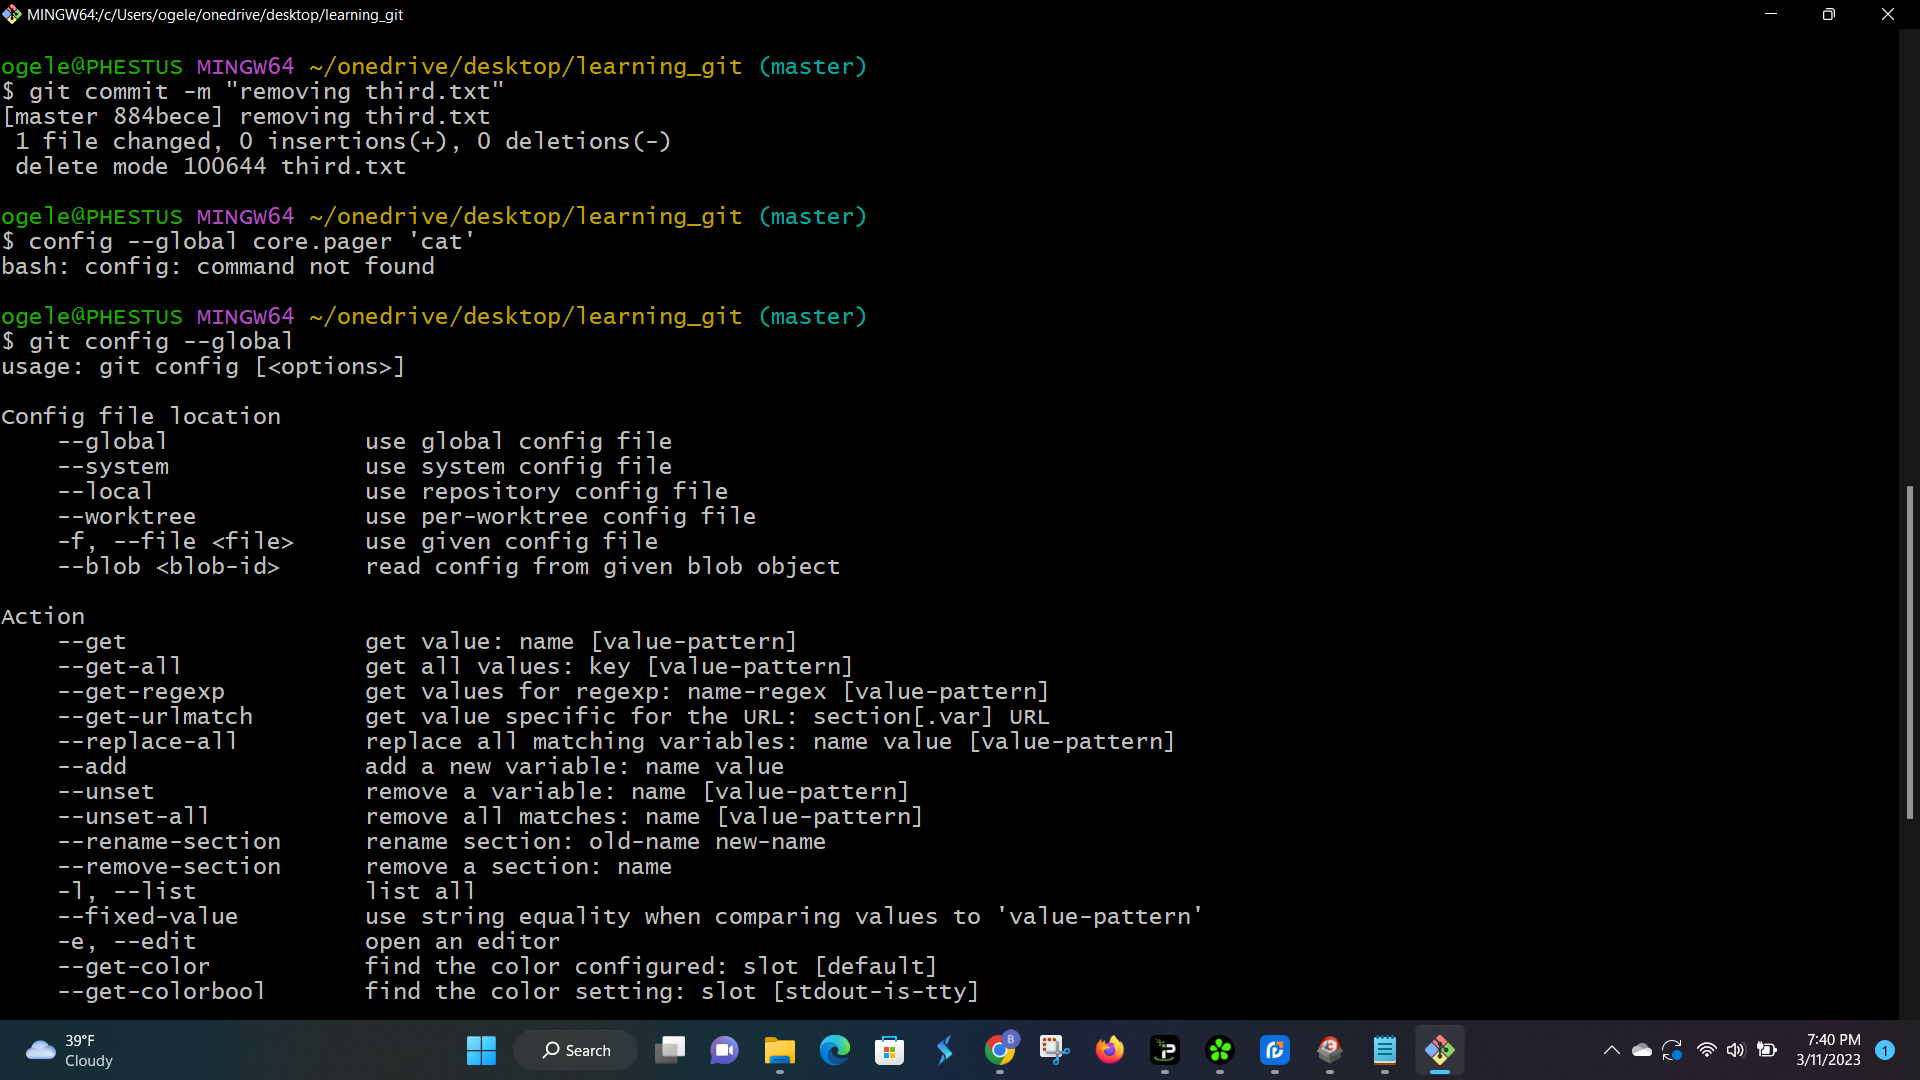 MINGW64:/c/Users/ogele/onedrive/desktop/learning_git
ogele@PHESTUS MINGW64 ~/onedrive/desktop/learning_git (master)
$ git commit -m "removing third.txt"
[master 884bece] removing third.txt
 1 file changed, 0 insertions(+), 0 deletions(-)
 delete mode 100644 third.txt
ogele@PHESTUS MINGW64 ~/onedrive/desktop/learning_git (master)
$ config --global core.pager 'cat'
bash: config: command not found
ogele@PHESTUS MINGW64 ~/onedrive/desktop/learning_git (master)
$ git config --global
usage: git config [<options>]
Config file location
    --global              use global config file
    --system              use system config file
    --local               use repository config file
    --worktree            use per-worktree config file
    -f, --file <file>     use given config file
    --blob <blob-id>      read config from given blob object
Action
    --get                 get value: name [value-pattern]
    --get-all             get all values: key [value-pattern]
    --get-regexp          get values for regexp: name-regex [value-pattern]
    --get-urlmatch        get value specific for the URL: section[.var] URL
    --replace-all         replace all matching variables: name value [value-pattern]
    --add                 add a new variable: name value
    --unset               remove a variable: name [value-pattern]
    --unset-all           remove all matches: name [value-pattern]
    --rename-section      rename section: old-name new-name
    --remove-section      remove a section: name
    -l, --list            list all
    --fixed-value         use string equality when comparing values to 'value-pattern'
    -e, --edit            open an editor
    --get-color           find the color configured: slot [default]
    --get-colorbool       find the color setting: slot [stdout-is-tty]
39°F
Cloudy
Search
B
7:40 PM
3/11/2023
1